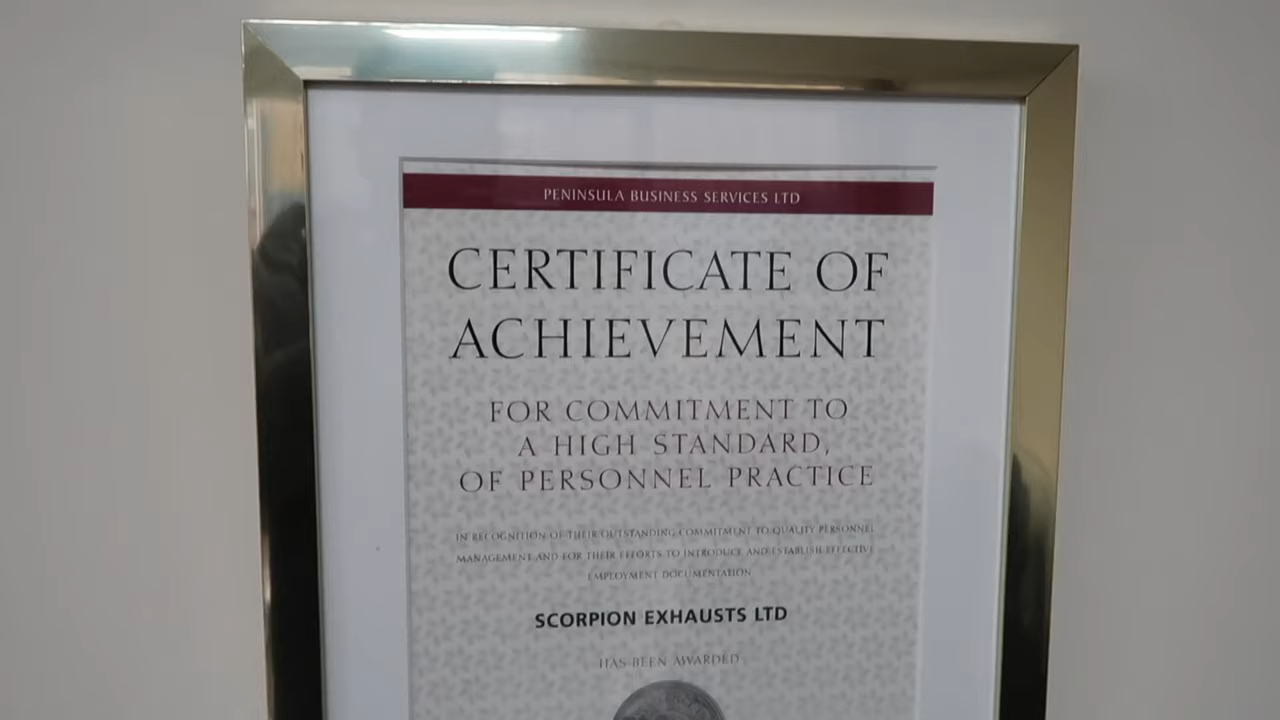 PENINSULA BUSINESS SERVICES LTD
CERTIFICATE OF
ACHIEVEMENT
FOR COMMITMENT TO
A HIGH STANDARD,
OF PERSONNEL PRACTICE
IN RECOGNITION OF THEIR OUTSTANDING COMMITMENT TO QUALITY PERSONNEL
MANAGEMENT AND FOR THEIR EFFORTS TO INTRODUCE AND ESTABLISH EFFECTIVE
EMPLOYMENT DOCUMENTATION
SCORPION EXHAUSTS LTD
HAS BEEN AWARDED